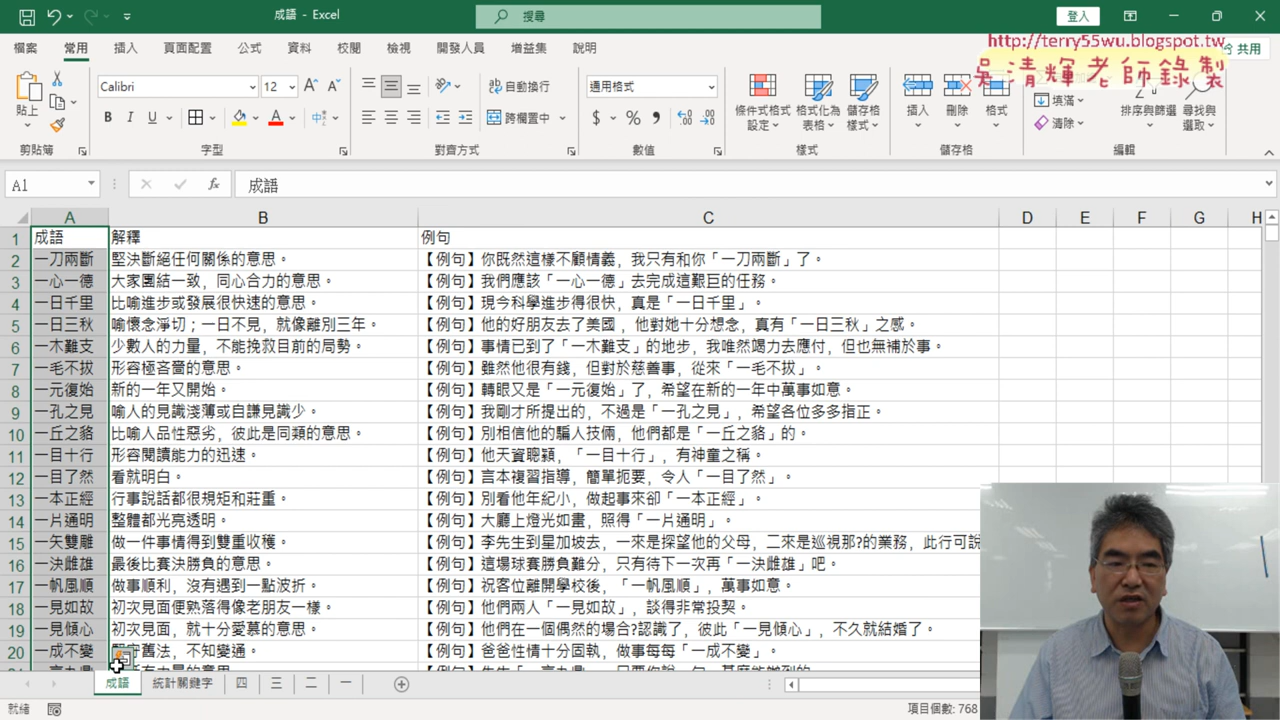 成語 - Excel
搜尋
登入
檔案 常用 插入 頁面配置 公式 資料 校閱 檢視 開發人員 增益集 說明
http://terry55wu.blogspot.tw
共用
吳清輝老師錄製
貼上
Calibri 12
B I U
自動換行
跨欄置中
通用格式
條件式格式設定
格式化為表格
儲存格樣式
插入 刪除 格式
填滿
清除
排序與篩選
尋找與選取
剪貼簿 字型 對齊方式 數值 樣式 儲存格 編輯
A1 fx 成語
A B C D E F G H
1 成語 解釋 例句
2 一刀兩斷 堅決斷絕任何關係的意思。 【例句】你既然這樣不顧情義，我只有和你「一刀兩斷」了。
3 一心一德 大家團結一致，同心合力的意思。 【例句】我們應該「一心一德」去完成這艱巨的任務。
4 一日千里 比喻進步或發展很快速的意思。 【例句】現今科學進步得很快，真是「一日千里」。
5 一日三秋 喻懷念淨切；一日不見，就像離別三年。 【例句】他的好朋友去了美國，他對她十分想念，真有「一日三秋」之感。
6 一木難支 少數人的力量，不能挽救目前的局勢。 【例句】事情已到了「一木難支」的地步，我唯然竭力去應付，但也無補於事。
7 一毛不拔 形容極吝嗇的意思。 【例句】雖然他很有錢，但對於慈善事，從來「一毛不拔」。
8 一元復始 新的一年又開始。 【例句】轉眼又是「一元復始」了，希望在新的一年中萬事如意。
9 一孔之見 喻人的見識淺薄或自謙見識少。 【例句】我剛才所提出的，不過是「一孔之見」，希望各位多多指正。
10 一丘之貉 比喻人品性惡劣，彼此是同類的意思。 【例句】別相信他的騙人技倆，他們都是「一丘之貉」的。
11 一目十行 形容閱讀能力的迅速。 【例句】他天資聰穎，「一目十行」，有神童之稱。
12 一目了然 看就明白。 【例句】言本複習指導，簡單扼要，令人「一目了然」。
13 一本正經 行事說話都很規矩和莊重。 【例句】別看他年紀小，做起事來卻「一本正經」。
14 一片通明 整體都光亮透明。 【例句】大廳上燈光如晝，照得「一片通明」。
15 一矢雙雕 做一件事情得到雙重收穫。 【例句】李先生到星加坡去，一來是探望他的父母，二來是巡視那?的業務，此行可說
16 一決雌雄 最後比賽決勝負的意思。 【例句】這場球賽勝負難分，只有待下一次再「一決雌雄」吧。
17 一帆風順 做事順利，沒有遇到一點波折。 【例句】祝客位離開學校後，「一帆風順」，萬事如意。
18 一見如故 初次見面便熟落得像老朋友一樣。 【例句】他們兩人「一見如故」，談得非常投契。
19 一見傾心 初次見面，就十分愛慕的意思。 【例句】他們在一個偶然的場合?認識了，彼此「一見傾心」，不久就結婚了。
20 一成不變 舊法，不知變通。 【例句】爸爸性情十分固執，做事每每「一成不變」。
成語 統計關鍵字 四 三 二 一
就緒 項目個數: 768